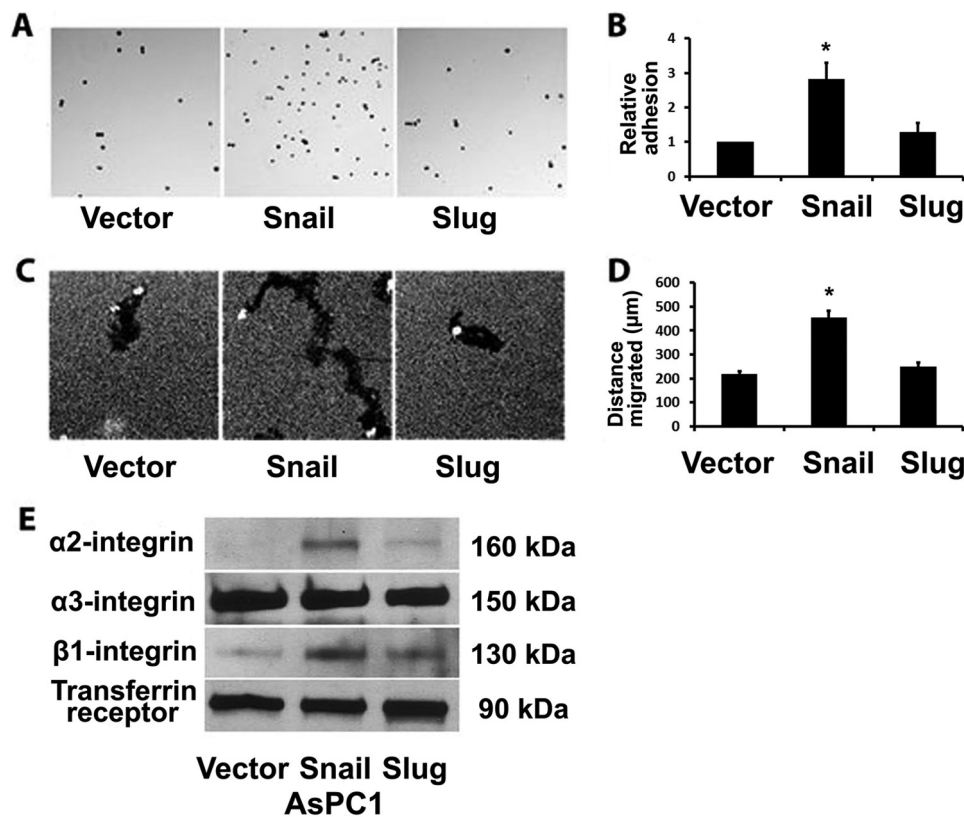 A
Vector Snail Slug
B
Relative
adhesion
4
3
2
1
0
*
Vector Snail Slug
C
Vector Snail Slug
D
Distance
migrated (µm)
600
500
400
300
200
100
0
*
Vector Snail Slug
E
α2-integrin 160 kDa
α3-integrin 150 kDa
β1-integrin 130 kDa
Transferrin
receptor 90 kDa
Vector Snail Slug
AsPC1